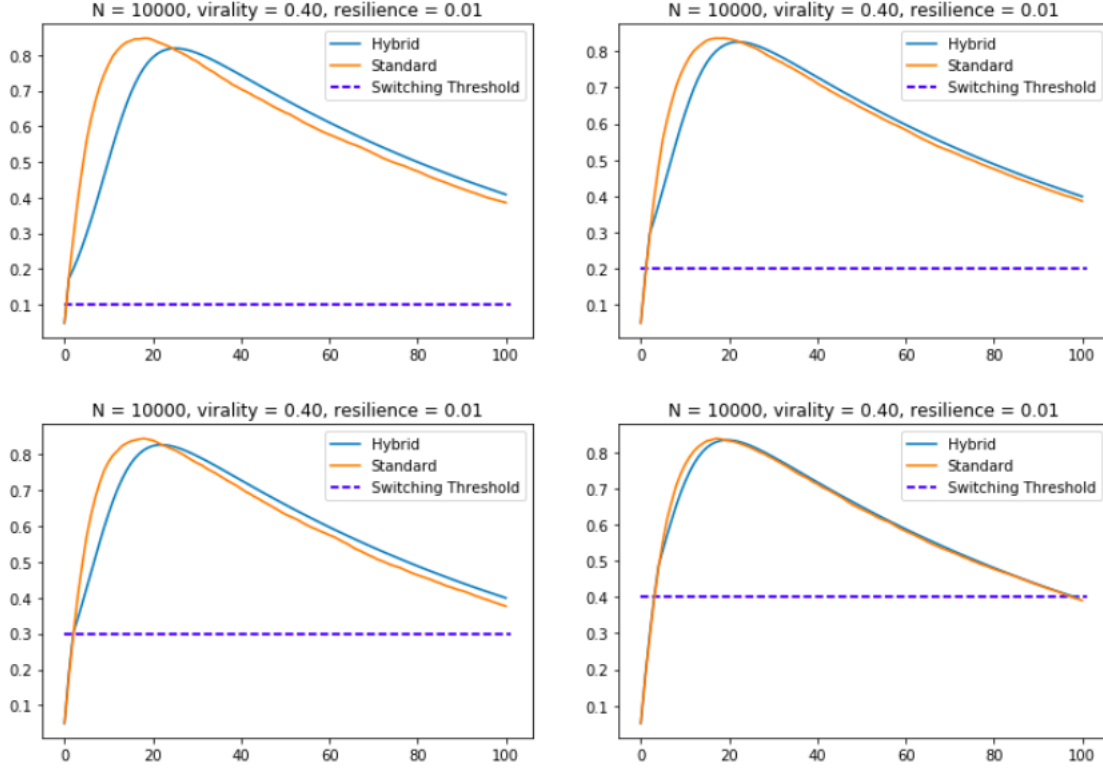 N = 10000, virality = 0.40, resilience = 0.01
Hybrid
Standard
Switching Threshold
0.8
0.7
0.6
0.5
0.4
0.3
0.2
0.1
0 20 40 60 80 100
N = 10000, virality = 0.40, resilience = 0.01
Hybrid
Standard
Switching Threshold
0.8
0.7
0.6
0.5
0.4
0.3
0.2
0.1
0 20 40 60 80 100
N = 10000, virality = 0.40, resilience = 0.01
Hybrid
Standard
Switching Threshold
0.8
0.7
0.6
0.5
0.4
0.3
0.2
0.1
0 20 40 60 80 100
N = 10000, virality = 0.40, resilience = 0.01
Hybrid
Standard
Switching Threshold
0.8
0.7
0.6
0.5
0.4
0.3
0.2
0.1
0 20 40 60 80 100